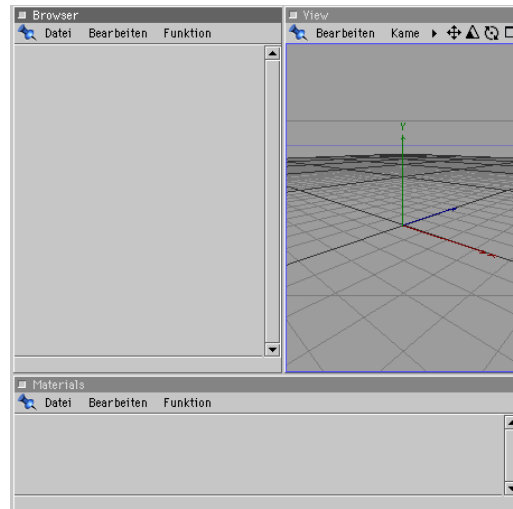 Browser
Datei Bearbeiten Funktion
View
Bearbeiten Kame
Y
Materials
Datei Bearbeiten Funktion